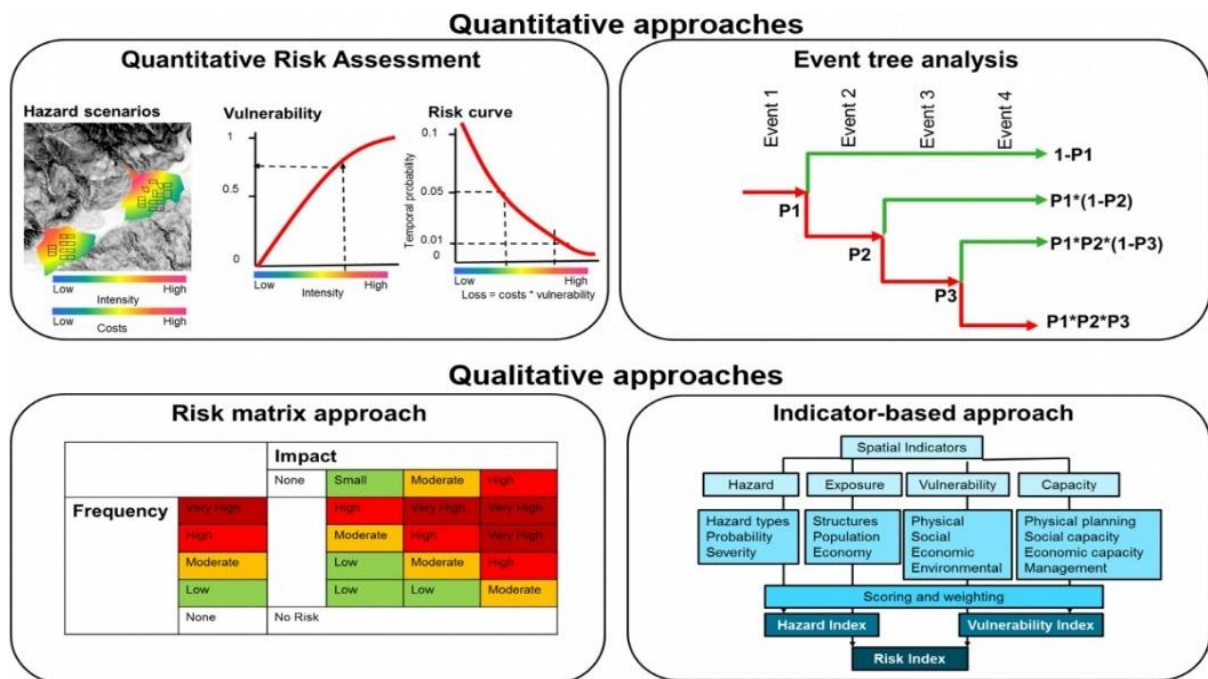 Quantitative approaches
Quantitative Risk Assessment
Hazard scenarios
Low High
Intensity
Low High
Costs
Vulnerability
1
0.5
0
Low High
Intensity
Risk curve
Temporal probability
0.1
0.05
0.01
0
Low High
Loss = costs * vulnerability
Event tree analysis
Event 1
Event 2
Event 3
Event 4
1-P1
P1
P1*(1-P2)
P2
P1*P2*(1-P3)
P3
P1*P2*P3
Qualitative approaches
Risk matrix approach
Impact
None Small Moderate High
Frequency
Very High High Very High Very High
High Moderate High Very High
Moderate Low Moderate High
Low Low Low Moderate
None No Risk
Indicator-based approach
Spatial Indicators
Hazard Exposure Vulnerability Capacity
Hazard types
Probability
Severity
Structures
Population
Economy
Physical
Social
Economic
Environmental
Physical planning
Social capacity
Economic capacity
Management
Scoring and weighting
Hazard Index Vulnerability Index
Risk Index